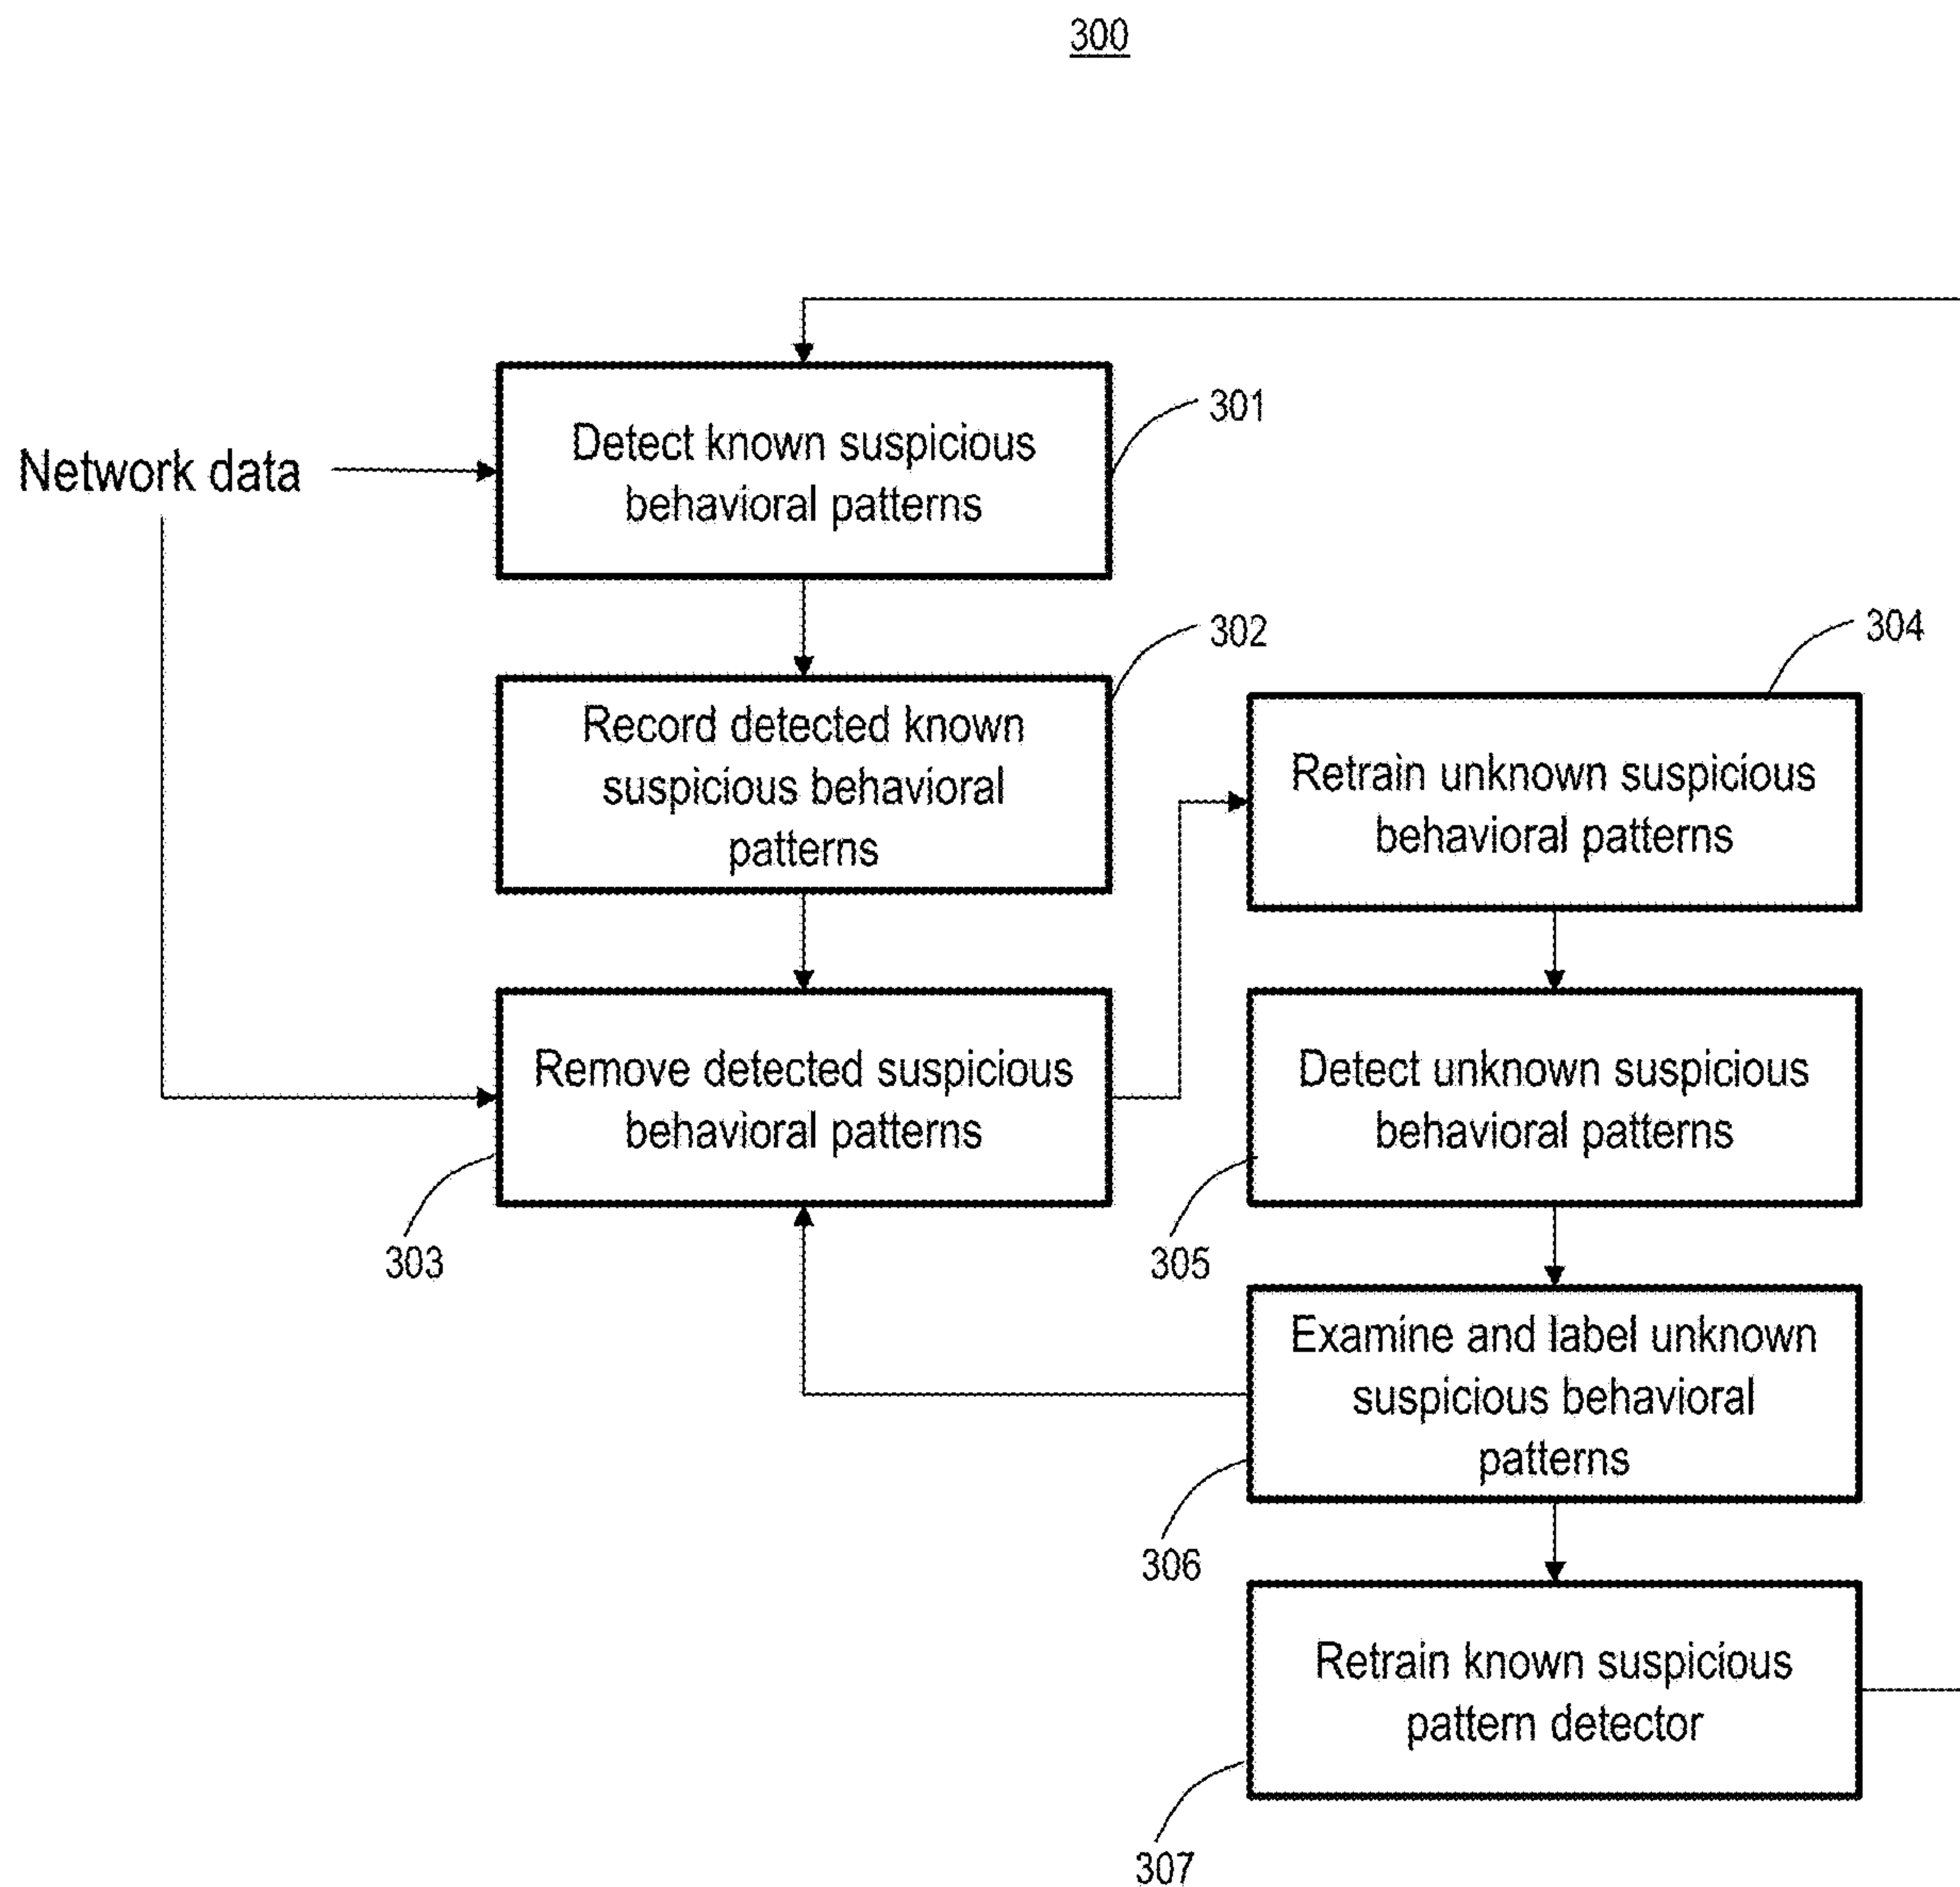 300
301
Network data
Detect known suspicious
behavioral patterns
302
Record detected known
suspicious behavioral
patterns
304
Retrain unknown suspicious
behavioral patterns
Remove detected suspicious
behavioral patterns
303
Detect unknown suspicious
behavioral patterns
305
Examine and label unknown
suspicious behavioral
patterns
306
Retrain known suspicious
pattern detector
307